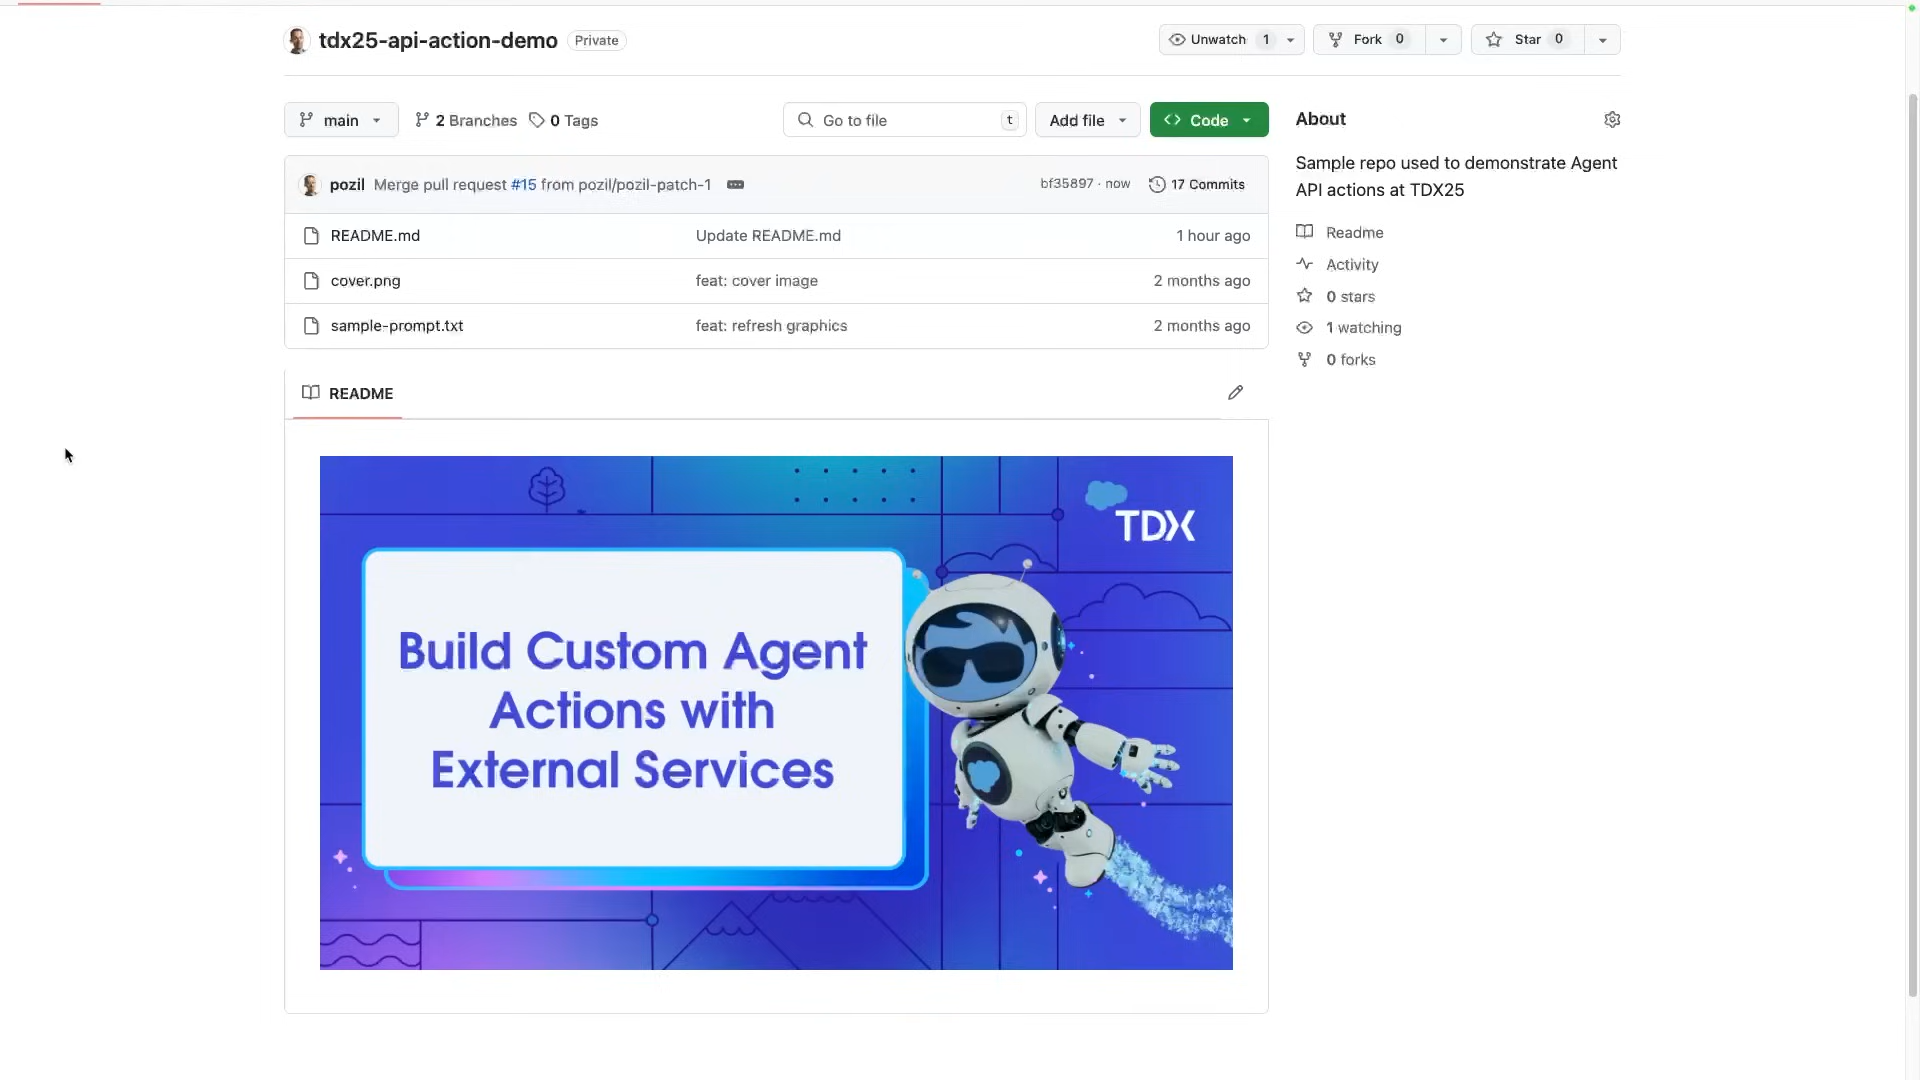 tdx25-api-action-demo Private Unwatch 1 Fork 0 Star 0
main 2 Branches 0 Tags Go to file t Add file Code
pozil Merge pull request #15 from pozil/pozil-patch-1 bf35897 · now 17 Commits
README.md Update README.md 1 hour ago
cover.png feat: cover image 2 months ago
sample-prompt.txt feat: refresh graphics 2 months ago
README
TDX
Build Custom Agent
Actions with
External Services
About
Sample repo used to demonstrate Agent
API actions at TDX25
Readme
Activity
0 stars
1 watching
0 forks